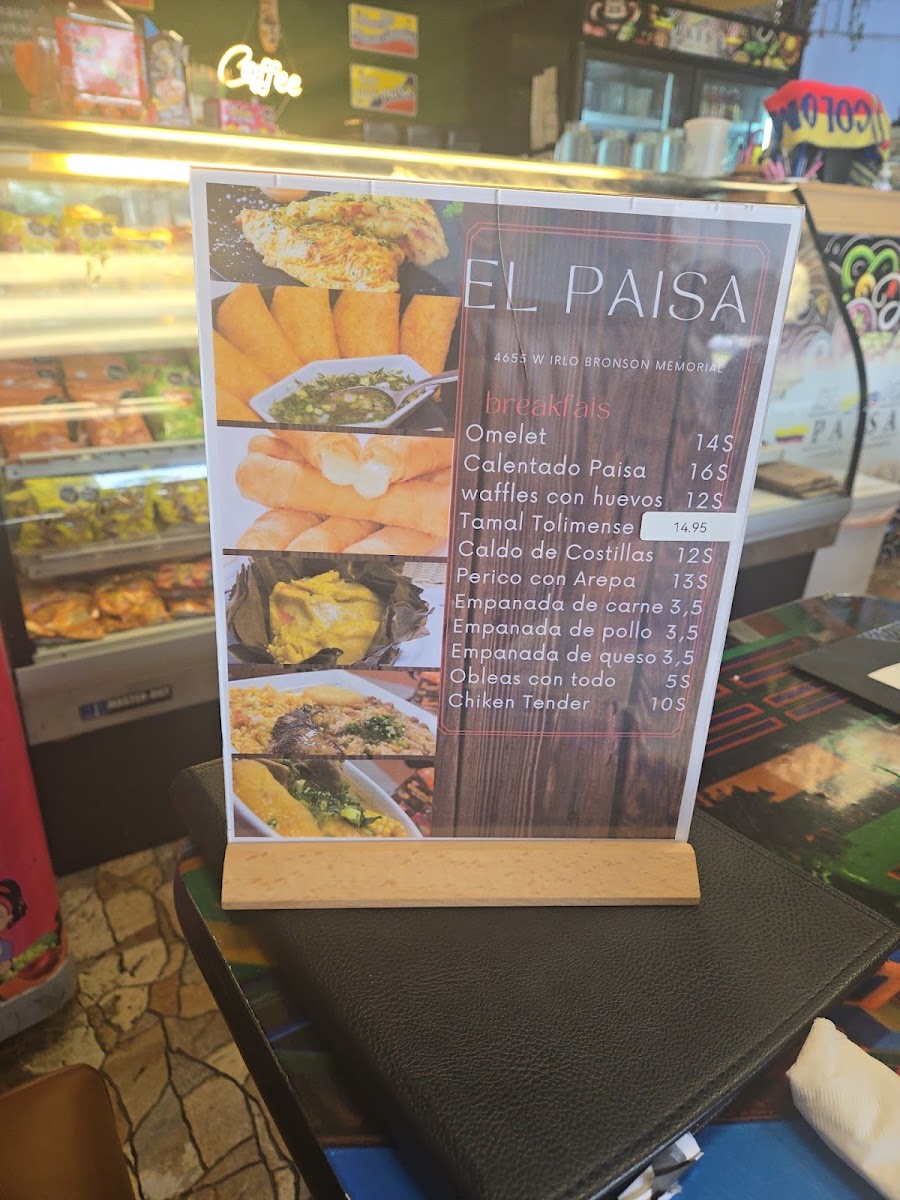 Coffee
COLOM
EL PAISA
4655 W IRLO BRONSON MEMORIAL
breakfais
Omelet 14S
Calentado Paisa 16S
waffles con huevos 12S
Tamal Tolimense 14.95
Caldo de Costillas 12S
Perico con Arepa 13S
Empanada de carne 3,5
Empanada de pollo 3,5
Empanada de queso 3,5
Obleas con todo 5S
Chiken Tender 10S
PAISA
MASTER-BILT